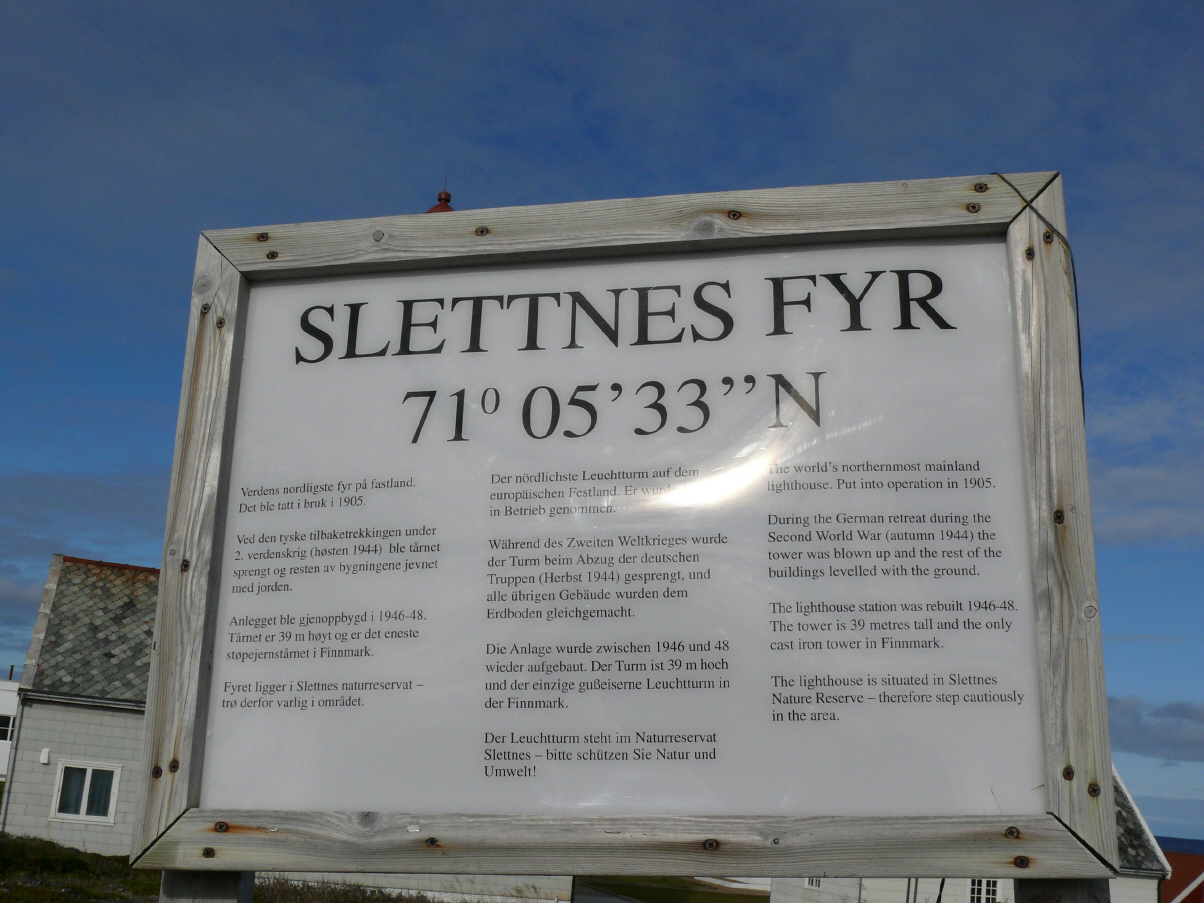 SLETTNES FYR
71⁰ 05’33”N
Verdens nordligste fyr på fastland.
Det ble tatt i bruk i 1905.
Ved den tyske tilbaketrekkingen under
2. verdenskrig (høsten 1944) ble tårnet
sprengt og resten av bygningene jevnet
med jorden.
Anlegget ble gjenoppbygd i 1946-48.
Tårnet er 39 m høyt og er det eneste
støpejernstårnet i Finnmark.
Fyret ligger i Slettnes naturreservat –
trø derfor varlig i området.
Der nördlichste Leuchtturm auf dem
europäischen Festland. Er wurde
in Betrieb genommen.
Während des Zweiten Weltkrieges wurde
der Turm beim Abzug der deutschen
Truppen (Herbst 1944) gesprengt, und
alle übrigen Gebäude wurden dem
Erdboden gleichgemacht.
Die Anlage wurde zwischen 1946 und 48
wieder aufgebaut. Der Turm ist 39 m hoch
und der einzige gußeiserne Leuchtturm in
der Finnmark.
Der Leuchtturm steht im Naturreservat
Slettnes – bitte schützen Sie Natur und
Umwelt!
The world’s northernmost mainland
lighthouse. Put into operation in 1905.
During the German retreat during the
Second World War (autumn 1944) the
tower was blown up and the rest of the
buildings levelled with the ground.
The lighthouse station was rebuilt 1946-48.
The tower is 39 metres tall and the only
cast iron tower in Finnmark.
The lighthouse is situated in Slettnes
Nature Reserve – therefore step cautiously
in the area.